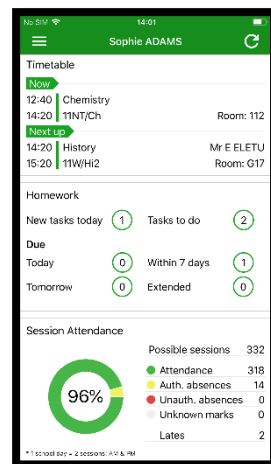 No SIM 14:01
Sophie ADAMS
Timetable
Now
12:40 Chemistry
14:20 11NT/Ch Room: 112
Next up
14:20 History Mr E ELETU
15:20 11W/Hi2 Room: G17
Homework
New tasks today 1 Tasks to do 2
Due
Today 0 Within 7 days 1
Tomorrow 0 Extended 0
Session Attendance
Possible sessions 332
Attendance 318
Auth. absences 14
96%
Unauth. absences 0
Unknown marks 0
Lates 2
* 1 school day = 2 sessions: AM & PM